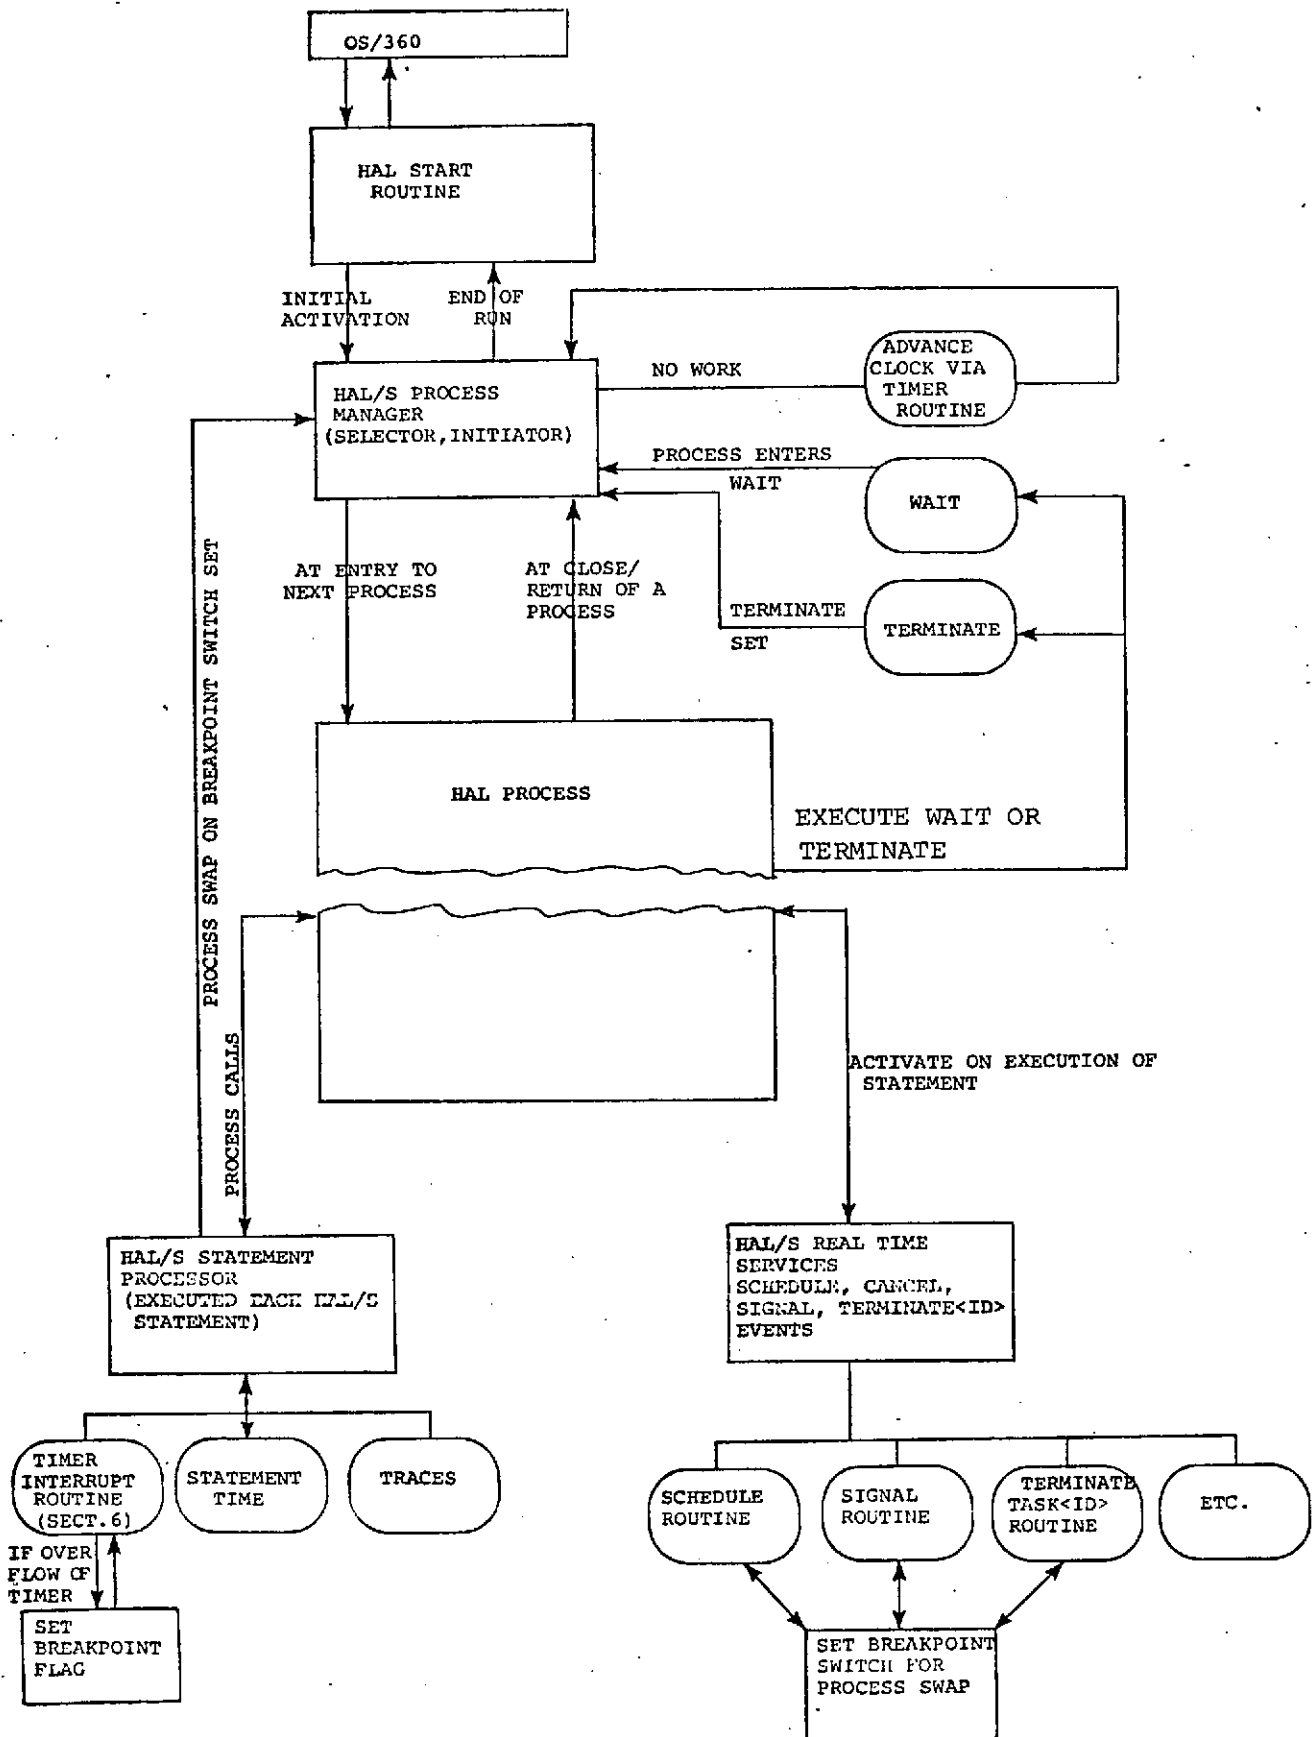 OS/360
HAL START
ROUTINE
INITIAL
ACTIVATION
END OF
RUN
HAL/S PROCESS
MANAGER
(SELECTOR,INITIATOR)
NO WORK
ADVANCE
CLOCK VIA
TIMER
ROUTINE
PROCESS ENTERS
WAIT
WAIT
AT ENTRY TO
NEXT PROCESS
AT CLOSE/
RETURN OF A
PROCESS
TERMINATE
SET
TERMINATE
PROCESS SWAP ON BREAKPOINT SWITCH SET
HAL PROCESS
EXECUTE WAIT OR
TERMINATE
PROCESS CALLS
ACTIVATE ON EXECUTION OF
STATEMENT
HAL/S STATEMENT
PROCESSOR
(EXECUTED EACH HAL/S
STATEMENT)
HAL/S REAL TIME
SERVICES
SCHEDULE, CANCEL,
SIGNAL, TERMINATE<ID>
EVENTS
TIMER
INTERRUPT
ROUTINE
(SECT.6)
STATEMENT
TIME
TRACES
SCHEDULE
ROUTINE
SIGNAL
ROUTINE
TERMINATE
TASK<ID>
ROUTINE
ETC.
IF OVER
FLOW OF
TIMER
SET
BREAKPOINT
FLAG
SET BREAKPOINT
SWITCH FOR
PROCESS SWAP